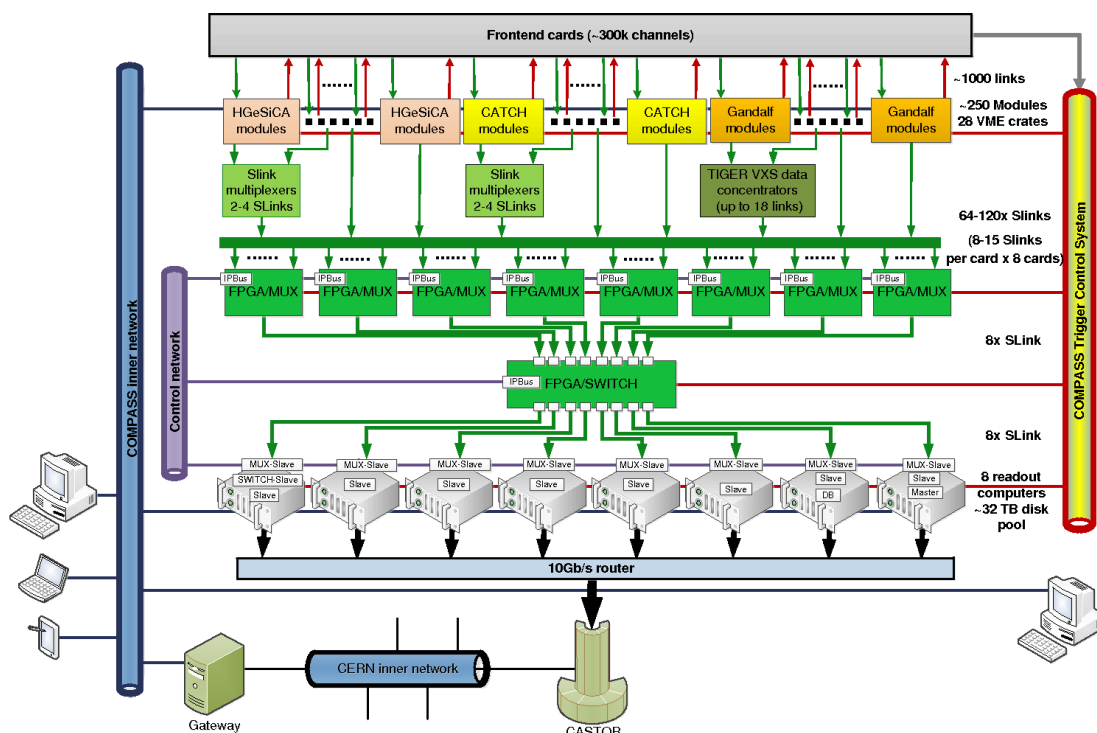 Frontend cards (~300k channels)
~1000 links
HGeSiCA
modules
HGeSiCA
modules
CATCH
modules
CATCH
modules
Gandalf
modules
Gandalf
modules
~250 Modules
28 VME crates
Slink
multiplexers
2-4 SLinks
Slink
multiplexers
2-4 SLinks
TIGER VXS data
concentrators
(up to 18 links)
64-120x Slinks
(8-15 Slinks
per card x 8 cards)
IPBus
FPGA/MUX
IPBus
FPGA/MUX
IPBus
FPGA/MUX
IPBus
FPGA/MUX
IPBus
FPGA/MUX
IPBus
FPGA/MUX
IPBus
FPGA/MUX
IPBus
FPGA/MUX
COMPASS inner network
Control network
COMPASS Trigger Control System
8x SLink
IPBus
FPGA/SWITCH
8x SLink
MUX-Slave
SWITCH-Slave
Slave
MUX-Slave
Slave
MUX-Slave
Slave
MUX-Slave
Slave
MUX-Slave
Slave
MUX-Slave
Slave
MUX-Slave
Slave
DB
MUX-Slave
Slave
Master
8 readout
computers
~32 TB disk
pool
10Gb/s router
CERN inner network
Gateway
CASTOR